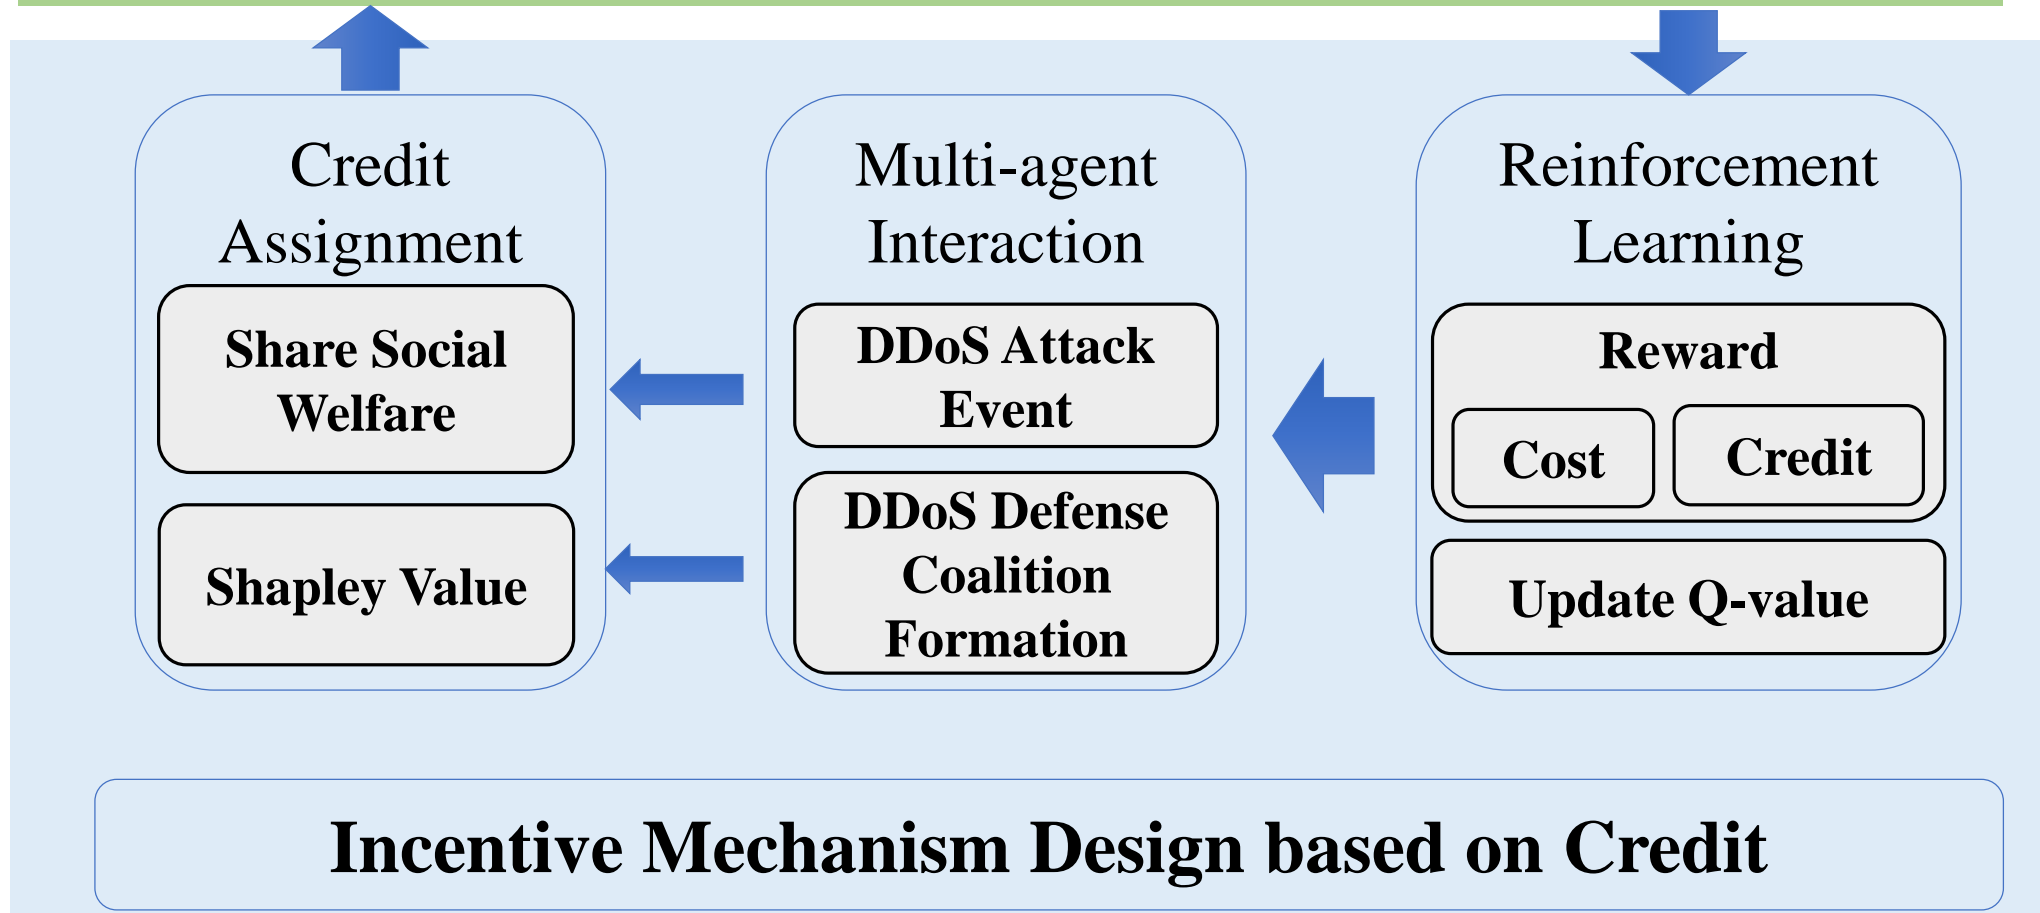 Credit
Assignment
Share Social
Welfare
Shapley Value
Multi-agent
Interaction
DDoS Attack
Event
DDoS Defense
Coalition
Formation
Reinforcement
Learning
Reward
Cost
Credit
Update Q-value
Incentive Mechanism Design based on Credit